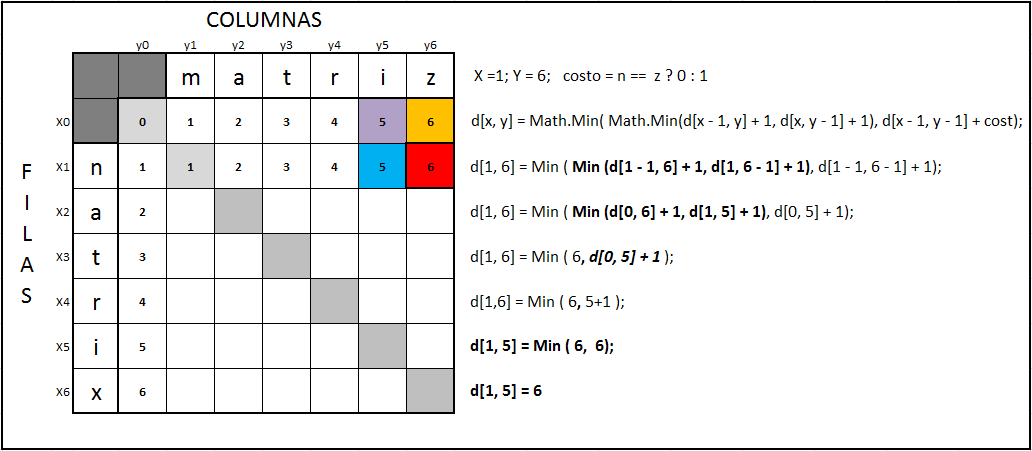 COLUMNAS
y0 y1 y2 y3 y4 y5 y6
m a t r i z
X0 0 1 2 3 4 5 6
X1 n 1 1 2 3 4 5 6
X2 a 2
X3 t 3
X4 r 4
X5 i 5
X6 x 6
F
I
L
A
S
X =1; Y = 6; costo = n == z ? 0 : 1
d[x, y] = Math.Min( Math.Min(d[x - 1, y] + 1, d[x, y - 1] + 1), d[x - 1, y - 1] + cost);
d[1, 6] = Min ( Min (d[1 - 1, 6] + 1, d[1, 6 - 1] + 1), d[1 - 1, 6 - 1] + 1);
d[1, 6] = Min ( Min (d[0, 6] + 1, d[1, 5] + 1), d[0, 5] + 1);
d[1, 6] = Min ( 6, d[0, 5] + 1 );
d[1,6] = Min ( 6, 5+1 );
d[1, 5] = Min ( 6, 6);
d[1, 5] = 6